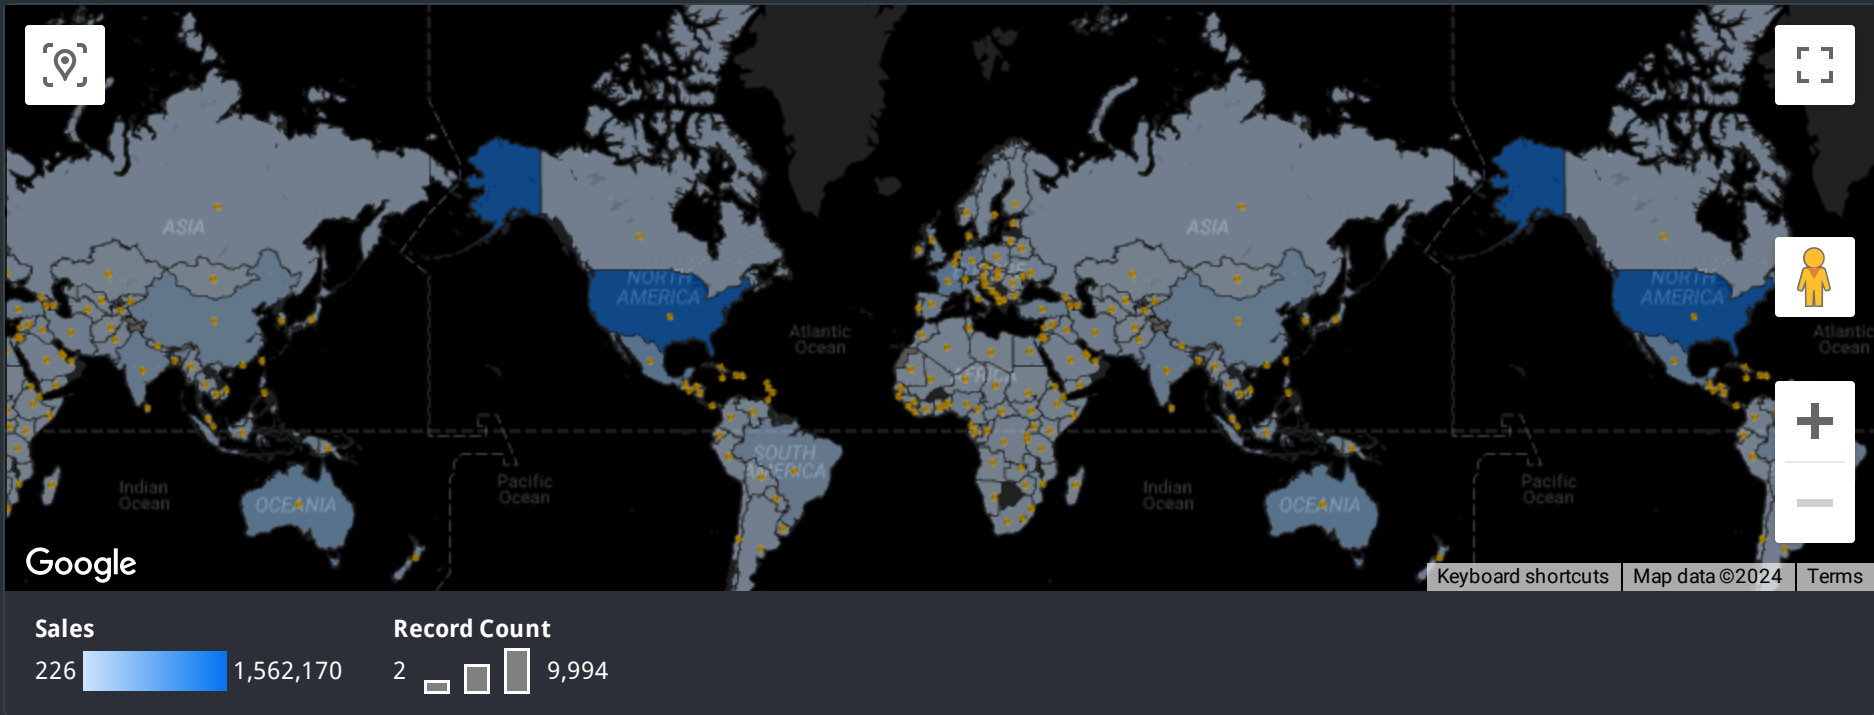 ASIA
NORTH
AMERICA
Atlantic
Ocean
AFRICA
SOUTH
AMERICA
Indian
Ocean
OCEANIA
Pacific
Ocean
ASIA
NORTH
AMERICA
Atlantic
Ocean
Indian
Ocean
OCEANIA
Pacific
Ocean
Google
Keyboard shortcuts
Map data ©2024
Terms
Sales
226
1,562,170
Record Count
2
9,994